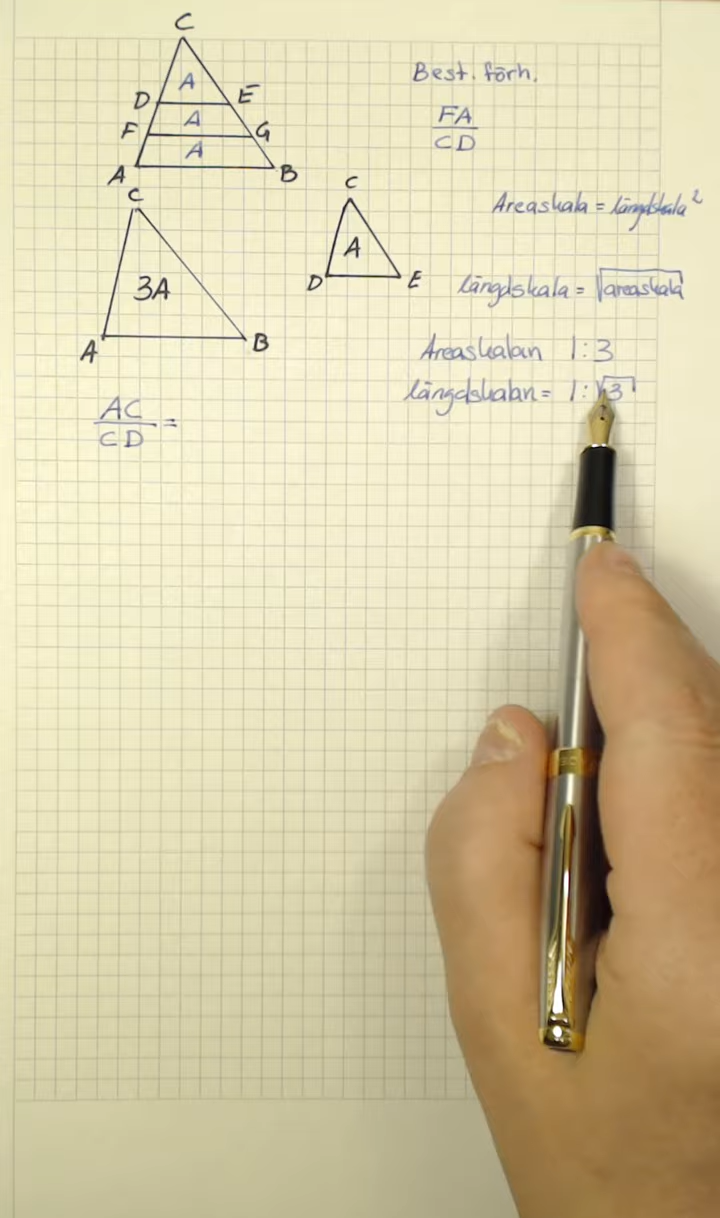 C
Best. förh.
A
D E
FA
CD
A
F G
A
A B
C
C
Areaskala = längdskala²
A
3A
D E
längdskala = √areaskala
A B
Areaskalan 1:3
längdskalan = 1:√3
AC
CD =